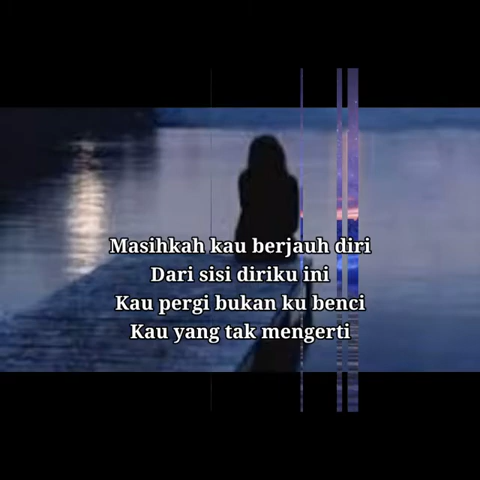 Masihkah kau berjauh diri
Dari sisi diriku ini
Kau pergi bukan ku benci
Kau yang tak mengerti